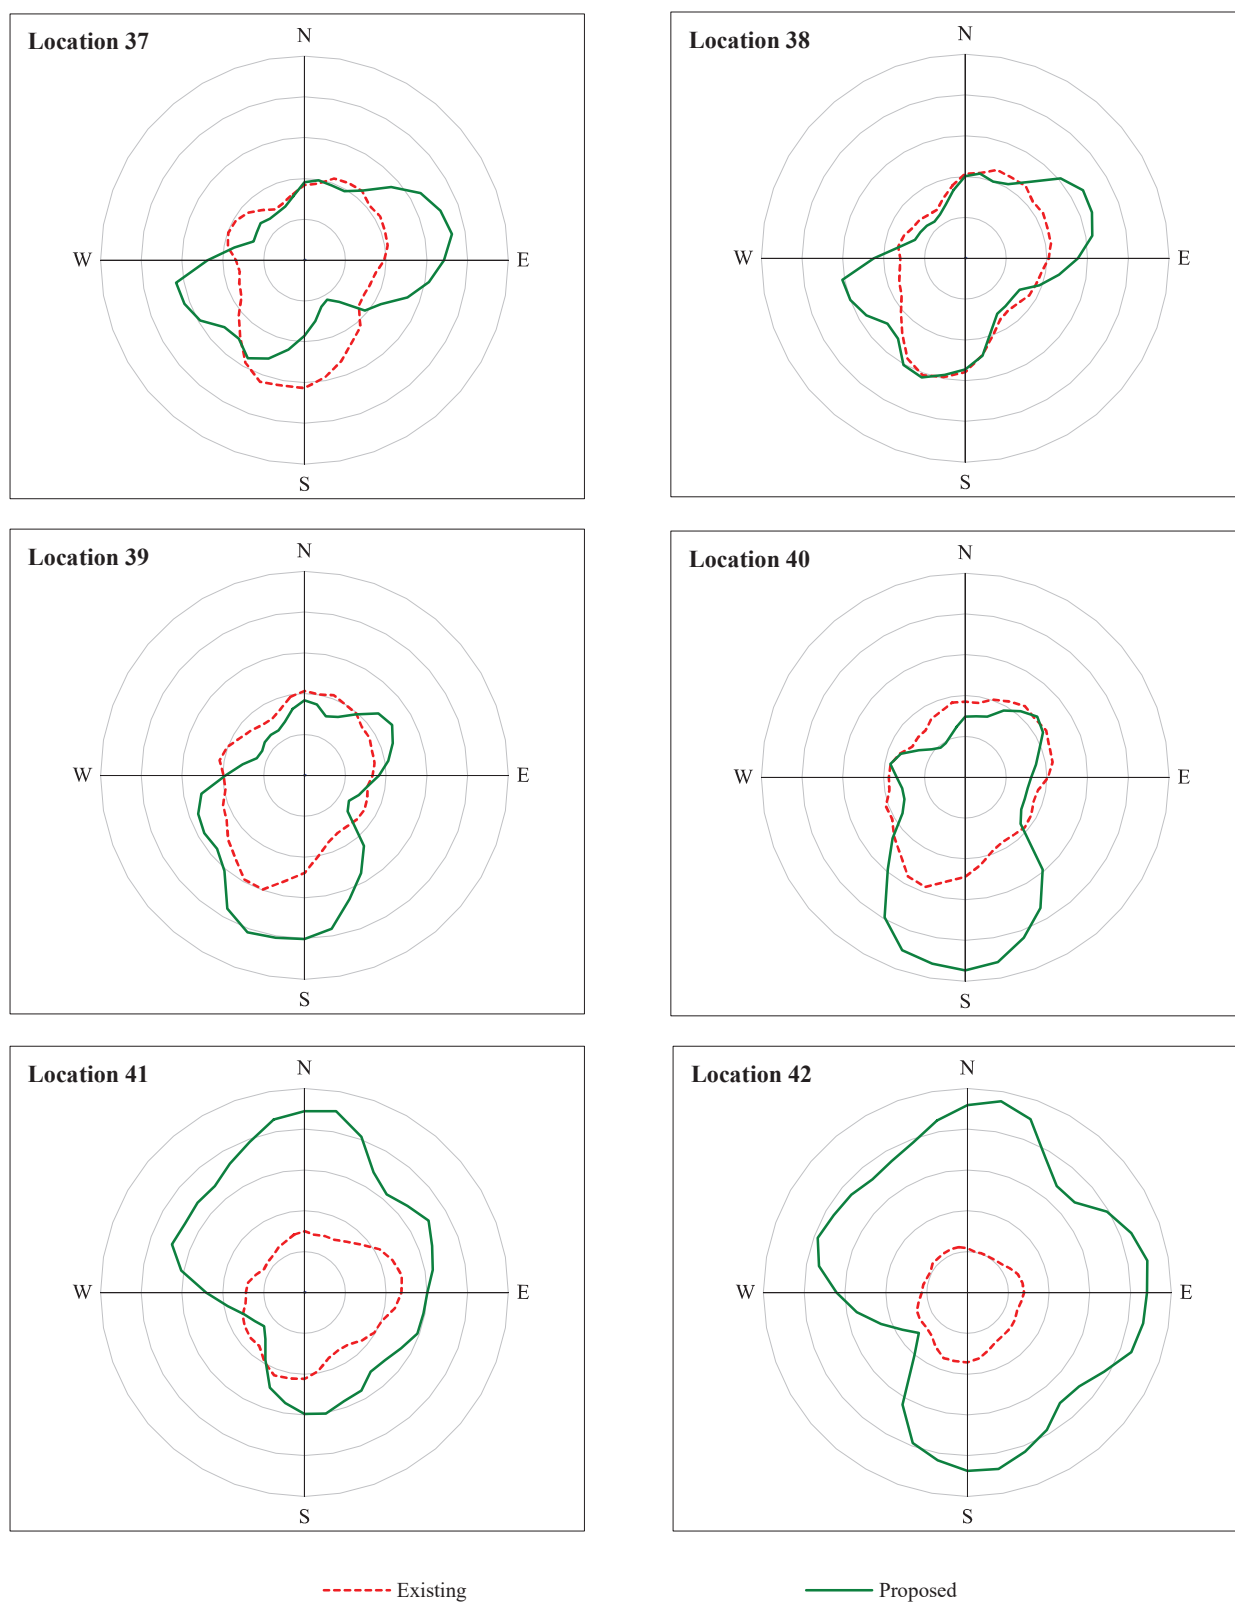 Location 37
N
W
E
S
Location 38
N
W
E
S
Location 39
N
W
E
S
Location 40
N
W
E
S
Location 41
N
W
E
S
Location 42
N
W
E
S
Existing
Proposed